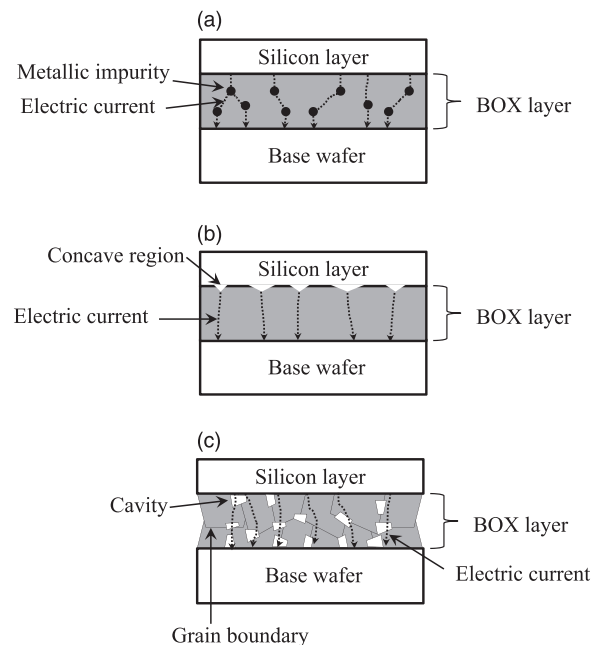 (a)
Silicon layer
Metallic impurity
Electric current
BOX layer
Base wafer
(b)
Concave region
Silicon layer
Electric current
BOX layer
Base wafer
(c)
Silicon layer
Cavity
BOX layer
Base wafer
Electric current
Grain boundary